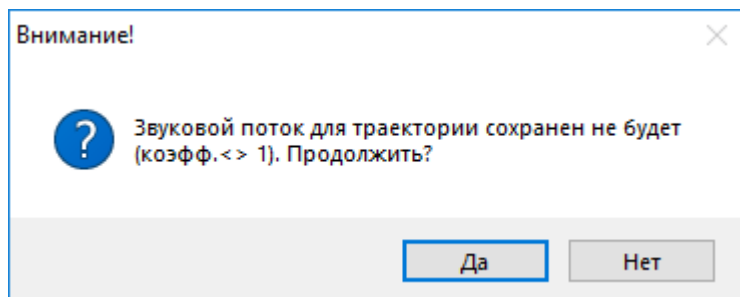 Внимание!
Звуковой поток для траектории сохранен не будет
(коэфф.<> 1). Продолжить?
Да
Нет